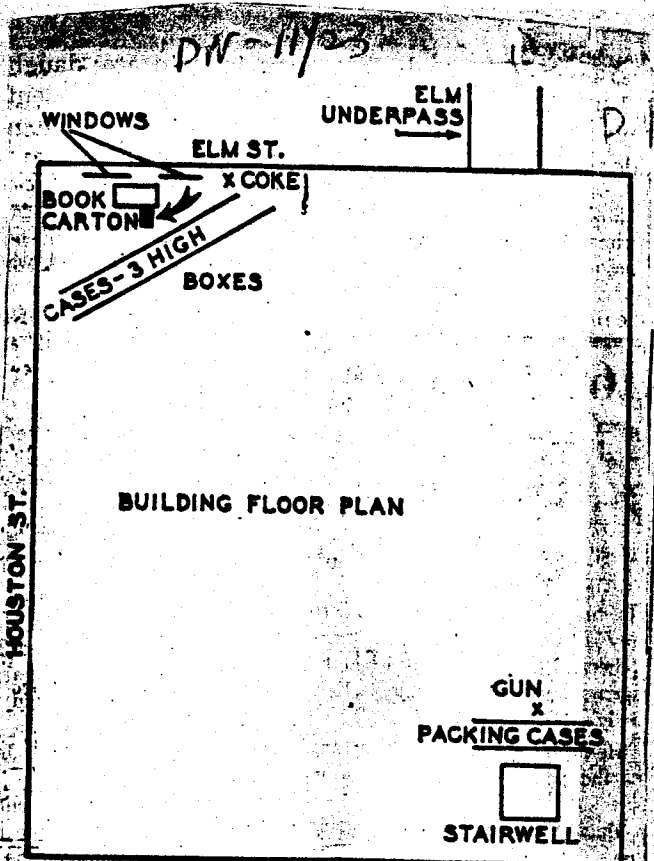 DN-11/23
ELM
UNDERPASS
WINDOWS
ELM ST.
X COKE
BOOK
CARTON
CASES-3 HIGH
BOXES
BUILDING FLOOR PLAN
HOUSTON ST.
GUN
X
PACKING CASES
STAIRWELL